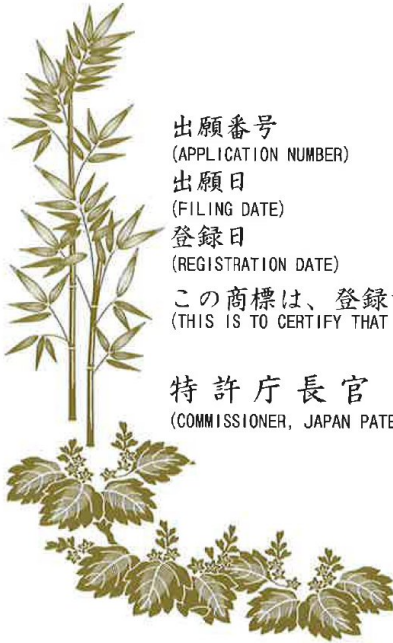 出願番号
(APPLICATION NUMBER)
出願日
(FILING DATE)
登録日
(REGISTRATION DATE)
この商標は、登録
(THIS IS TO CERTIFY THAT
特許庁長官
(COMMISSIONER, JAPAN